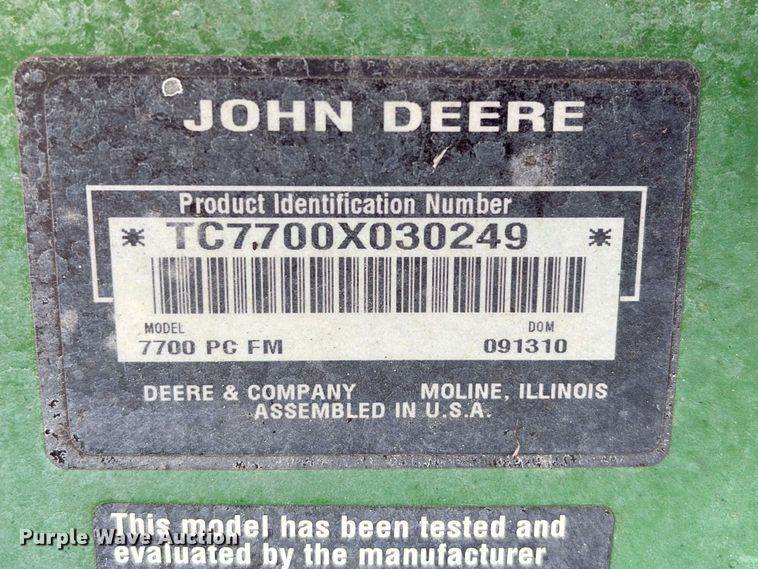 JOHN DEERE
Product Identification Number
* TC7700X030249 *
MODEL DOM
7700 PC FM 091310
DEERE & COMPANY MOLINE, ILLINOIS
ASSEMBLED IN U.S.A.
This model has been tested and
evaluated by the manufacturer
Purple Wave Auction